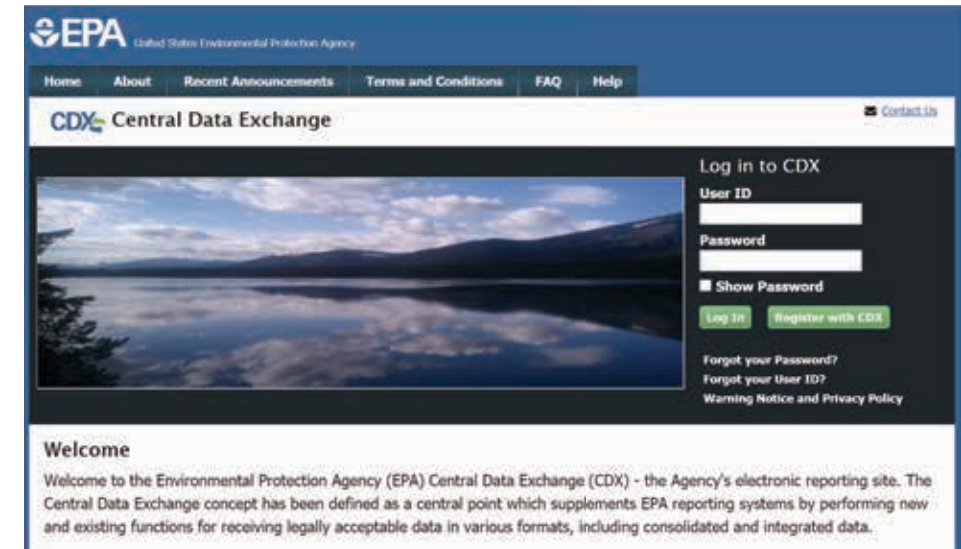 EPA United States Environmental Protection Agency
Home About Recent Announcements Terms and Conditions FAQ Help
CDX Central Data Exchange
Contact Us
Log in to CDX
User ID
Password
Show Password
Log In Register with CDX
Forgot your Password?
Forgot your User ID?
Warning Notice and Privacy Policy
Welcome
Welcome to the Environmental Protection Agency (EPA) Central Data Exchange (CDX) - the Agency's electronic reporting site. The
Central Data Exchange concept has been defined as a central point which supplements EPA reporting systems by performing new
and existing functions for receiving legally acceptable data in various formats, including consolidated and integrated data.